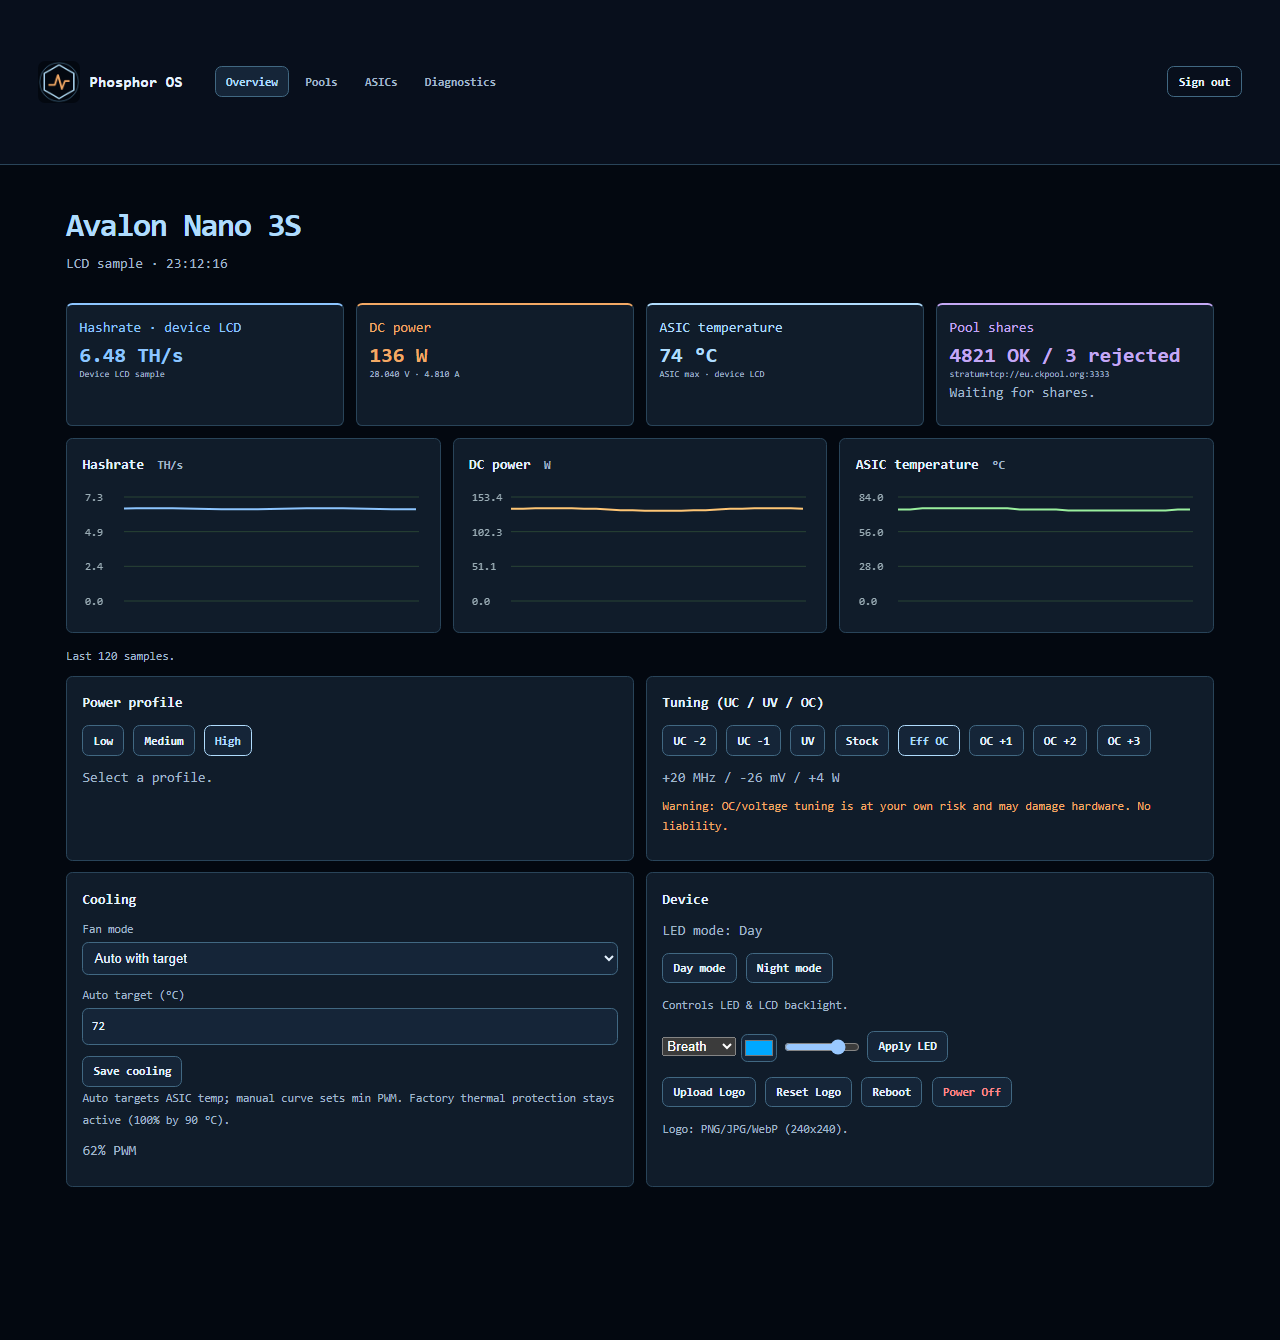 Phosphor OS
Overview
Pools
ASICs
Diagnostics
Sign out
Avalon Nano 3S
LCD sample · 23:12:16
Hashrate · device LCD
6.48 TH/s
Device LCD sample
DC power
136 W
28.040 V · 4.810 A
ASIC temperature
74 ºC
ASIC max · device LCD
Pool shares
4821 OK / 3 rejected
stratum+tcp://eu.ckpool.org:3333
Waiting for shares.
Hashrate TH/s
7.3
4.9
2.4
0.0
DC power W
153.4
102.3
51.1
0.0
ASIC temperature ºC
84.0
56.0
28.0
0.0
Last 120 samples.
Power profile
Low
Medium
High
Select a profile.
Tuning (UC / UV / OC)
UC -2
UC -1
UV
Stock
Eff OC
OC +1
OC +2
OC +3
+20 MHz / -26 mV / +4 W
Warning: OC/voltage tuning is at your own risk and may damage hardware. No
liability.
Cooling
Fan mode
Auto with target
Auto target (ºC)
72
Save cooling
Auto targets ASIC temp; manual curve sets min PWM. Factory thermal protection stays
active (100% by 90 ºC).
62% PWM
Device
LED mode: Day
Day mode
Night mode
Controls LED & LCD backlight.
Breath
Apply LED
Upload Logo
Reset Logo
Reboot
Power Off
Logo: PNG/JPG/WebP (240x240).